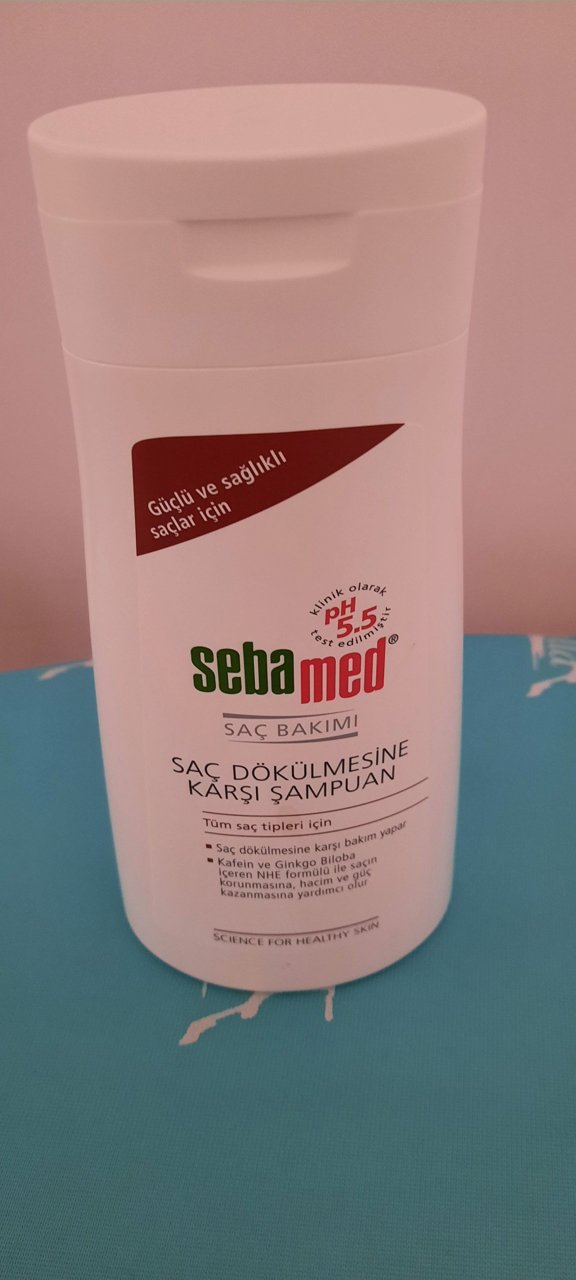 Güçlü ve sağlıklı
saçlar için
klinik olarak
pH
5.5
test edilmiştir
sebamed®
SAÇ BAKIMI
SAÇ DÖKÜLMESİNE
KARŞI ŞAMPUAN
Tüm saç tipleri için
▪ Saç dökülmesine karşı bakım yapar
▪ Kafein ve Ginkgo Biloba
içeren NHE formülü ile saçın
korunmasına, hacim ve güç
kazanmasına yardımcı olur
SCIENCE FOR HEALTHY SKIN